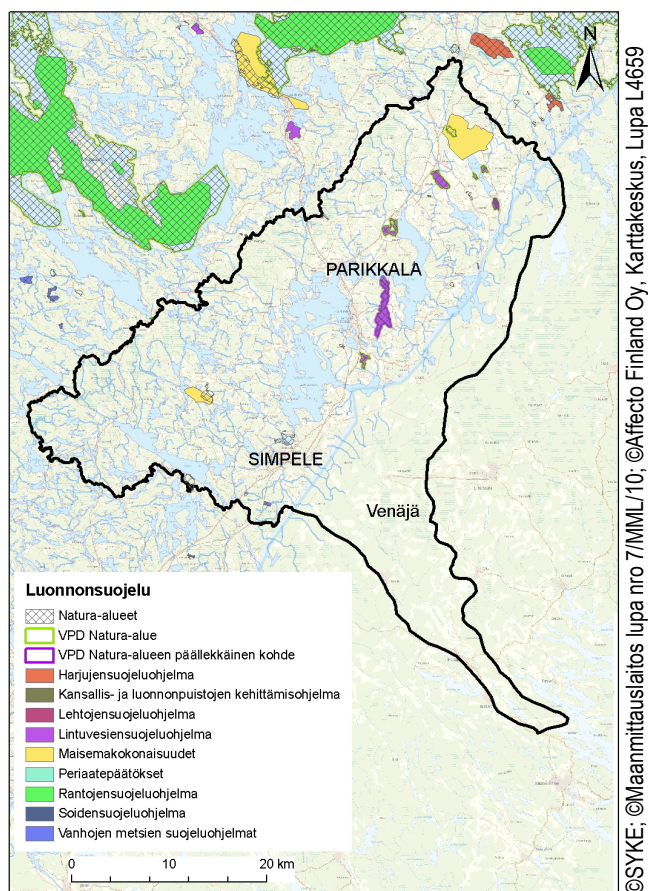 N
PARIKKALA
SIMPELE
Venäjä
Luonnonsuojelu
Natura-alueet
VPD Natura-alue
VPD Natura-alueen päällekkäinen kohde
Harjujensuojeluohjelma
Kansallis- ja luonnonpuistojen kehittämisohjelma
Lehtojensuojeluohjelma
Lintuvesiensuojeluohjelma
Maisemakokonaisuudet
Periaatepäätökset
Rantojensuojeluohjelma
Soidensuojeluohjelma
Vanhojen metsien suojeluohjelmat
0 10 20 km
©SYKE; ©Maanmittauslaitos lupa nro 7/MML/10; ©Affecto Finland Oy, Karttakeskus, Lupa L4659